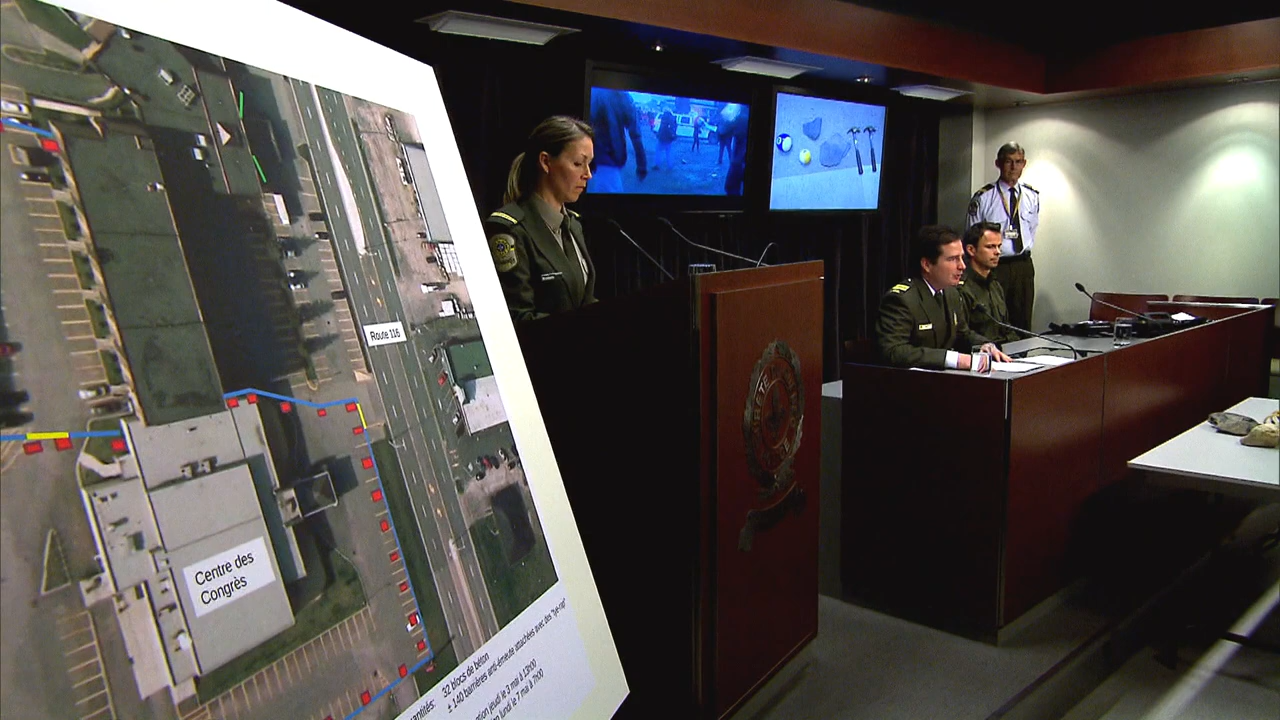 Route 116
Centre des
Congrès
32 blocs de béton
± 140 barrières anti-émeute attachées avec des "tye-rap"
jeudi le 3 mai à 13h00
lundi le 7 mai à 7h00